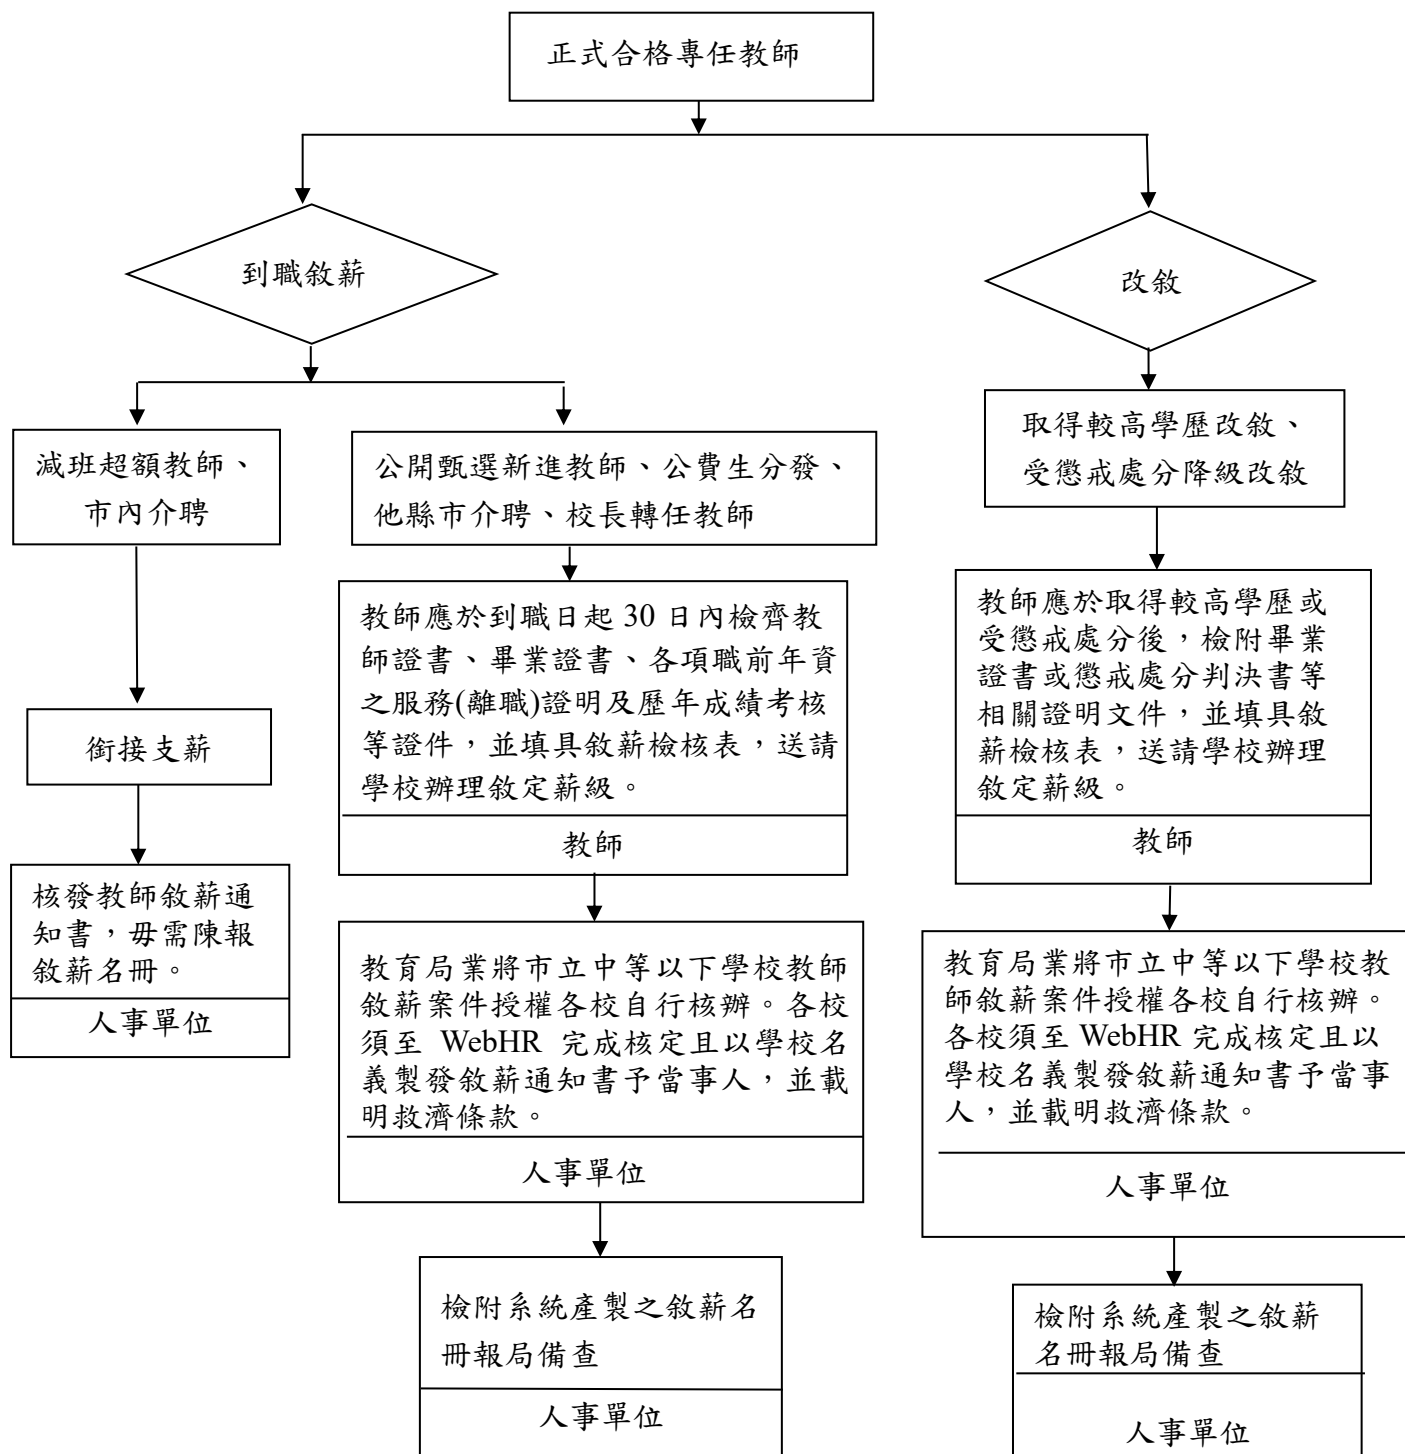 正式合格專任教師
到職敘薪
改敘
減班超額教師、
市內介聘
公開甄選新進教師、公費生分發、
他縣市介聘、校長轉任教師
取得較高學歷改敘、
受懲戒處分降級改敘
銜接支薪
教師應於到職日起 30 日內檢齊教
師證書、畢業證書、各項職前年資
之服務(離職)證明及歷年成績考核
等證件，並填具敘薪檢核表，送請
學校辦理敘定薪級。
教師
教師應於取得較高學歷或
受懲戒處分後，檢附畢業
證書或懲戒處分判決書等
相關證明文件，並填具敘
薪檢核表，送請學校辦理
敘定薪級。
教師
核發教師敘薪通
知書，毋需陳報
敘薪名冊。
人事單位
教育局業將市立中等以下學校教師
敘薪案件授權各校自行核辦。各校
須至 WebHR 完成核定且以學校名
義製發敘薪通知書予當事人，並載
明救濟條款。
人事單位
教育局業將市立中等以下學校教
師敘薪案件授權各校自行核辦。
各校須至 WebHR 完成核定且以
學校名義製發敘薪通知書予當事
人，並載明救濟條款。
人事單位
檢附系統產製之敘薪名
冊報局備查
人事單位
檢附系統產製之敘薪
名冊報局備查
人事單位